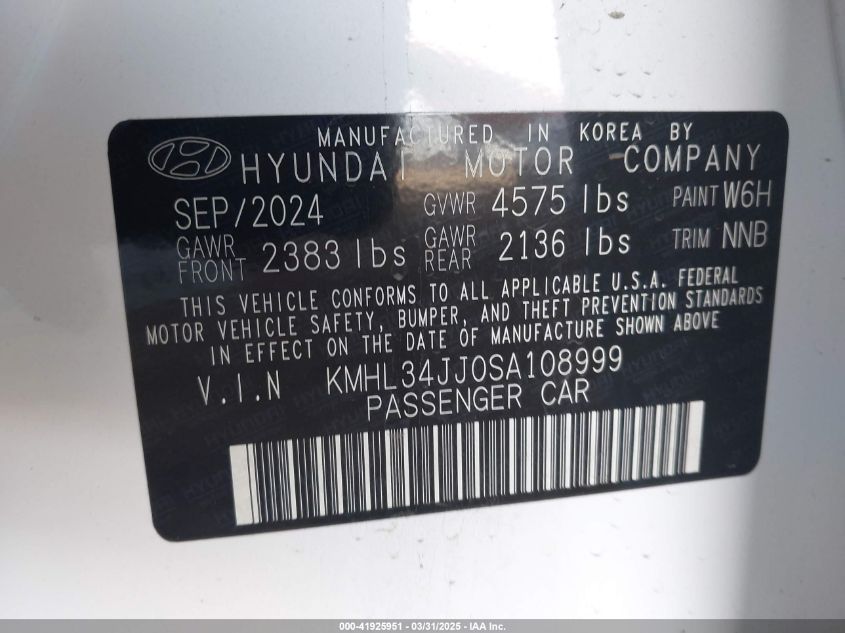 MANUFACTURED IN KOREA BY
HYUNDAI MOTOR COMPANY
SEP/2024 GVWR 4575 lbs PAINT W6H
GAWR FRONT 2383 lbs GAWR REAR 2136 lbs TRIM NNB
THIS VEHICLE CONFORMS TO ALL APPLICABLE U.S.A. FEDERAL
MOTOR VEHICLE SAFETY, BUMPER, AND THEFT PREVENTION STANDARDS
IN EFFECT ON THE DATE OF MANUFACTURE SHOWN ABOVE
V.I.N KMHL34JJ0SA108999
PASSENGER CAR
000-41925951 - 03/31/2025 - IAA Inc.